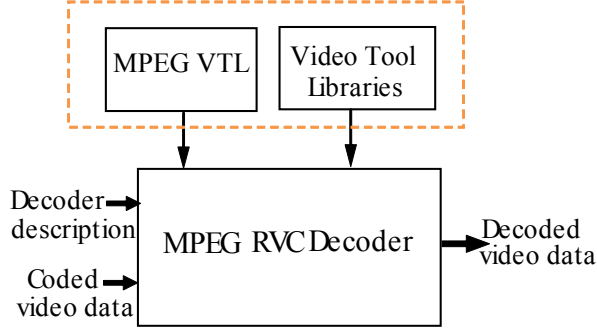 MPEG VTL
Video Tool
Libraries
Decoder
description
MPEG RVC Decoder
Decoded
video data
Coded
video data